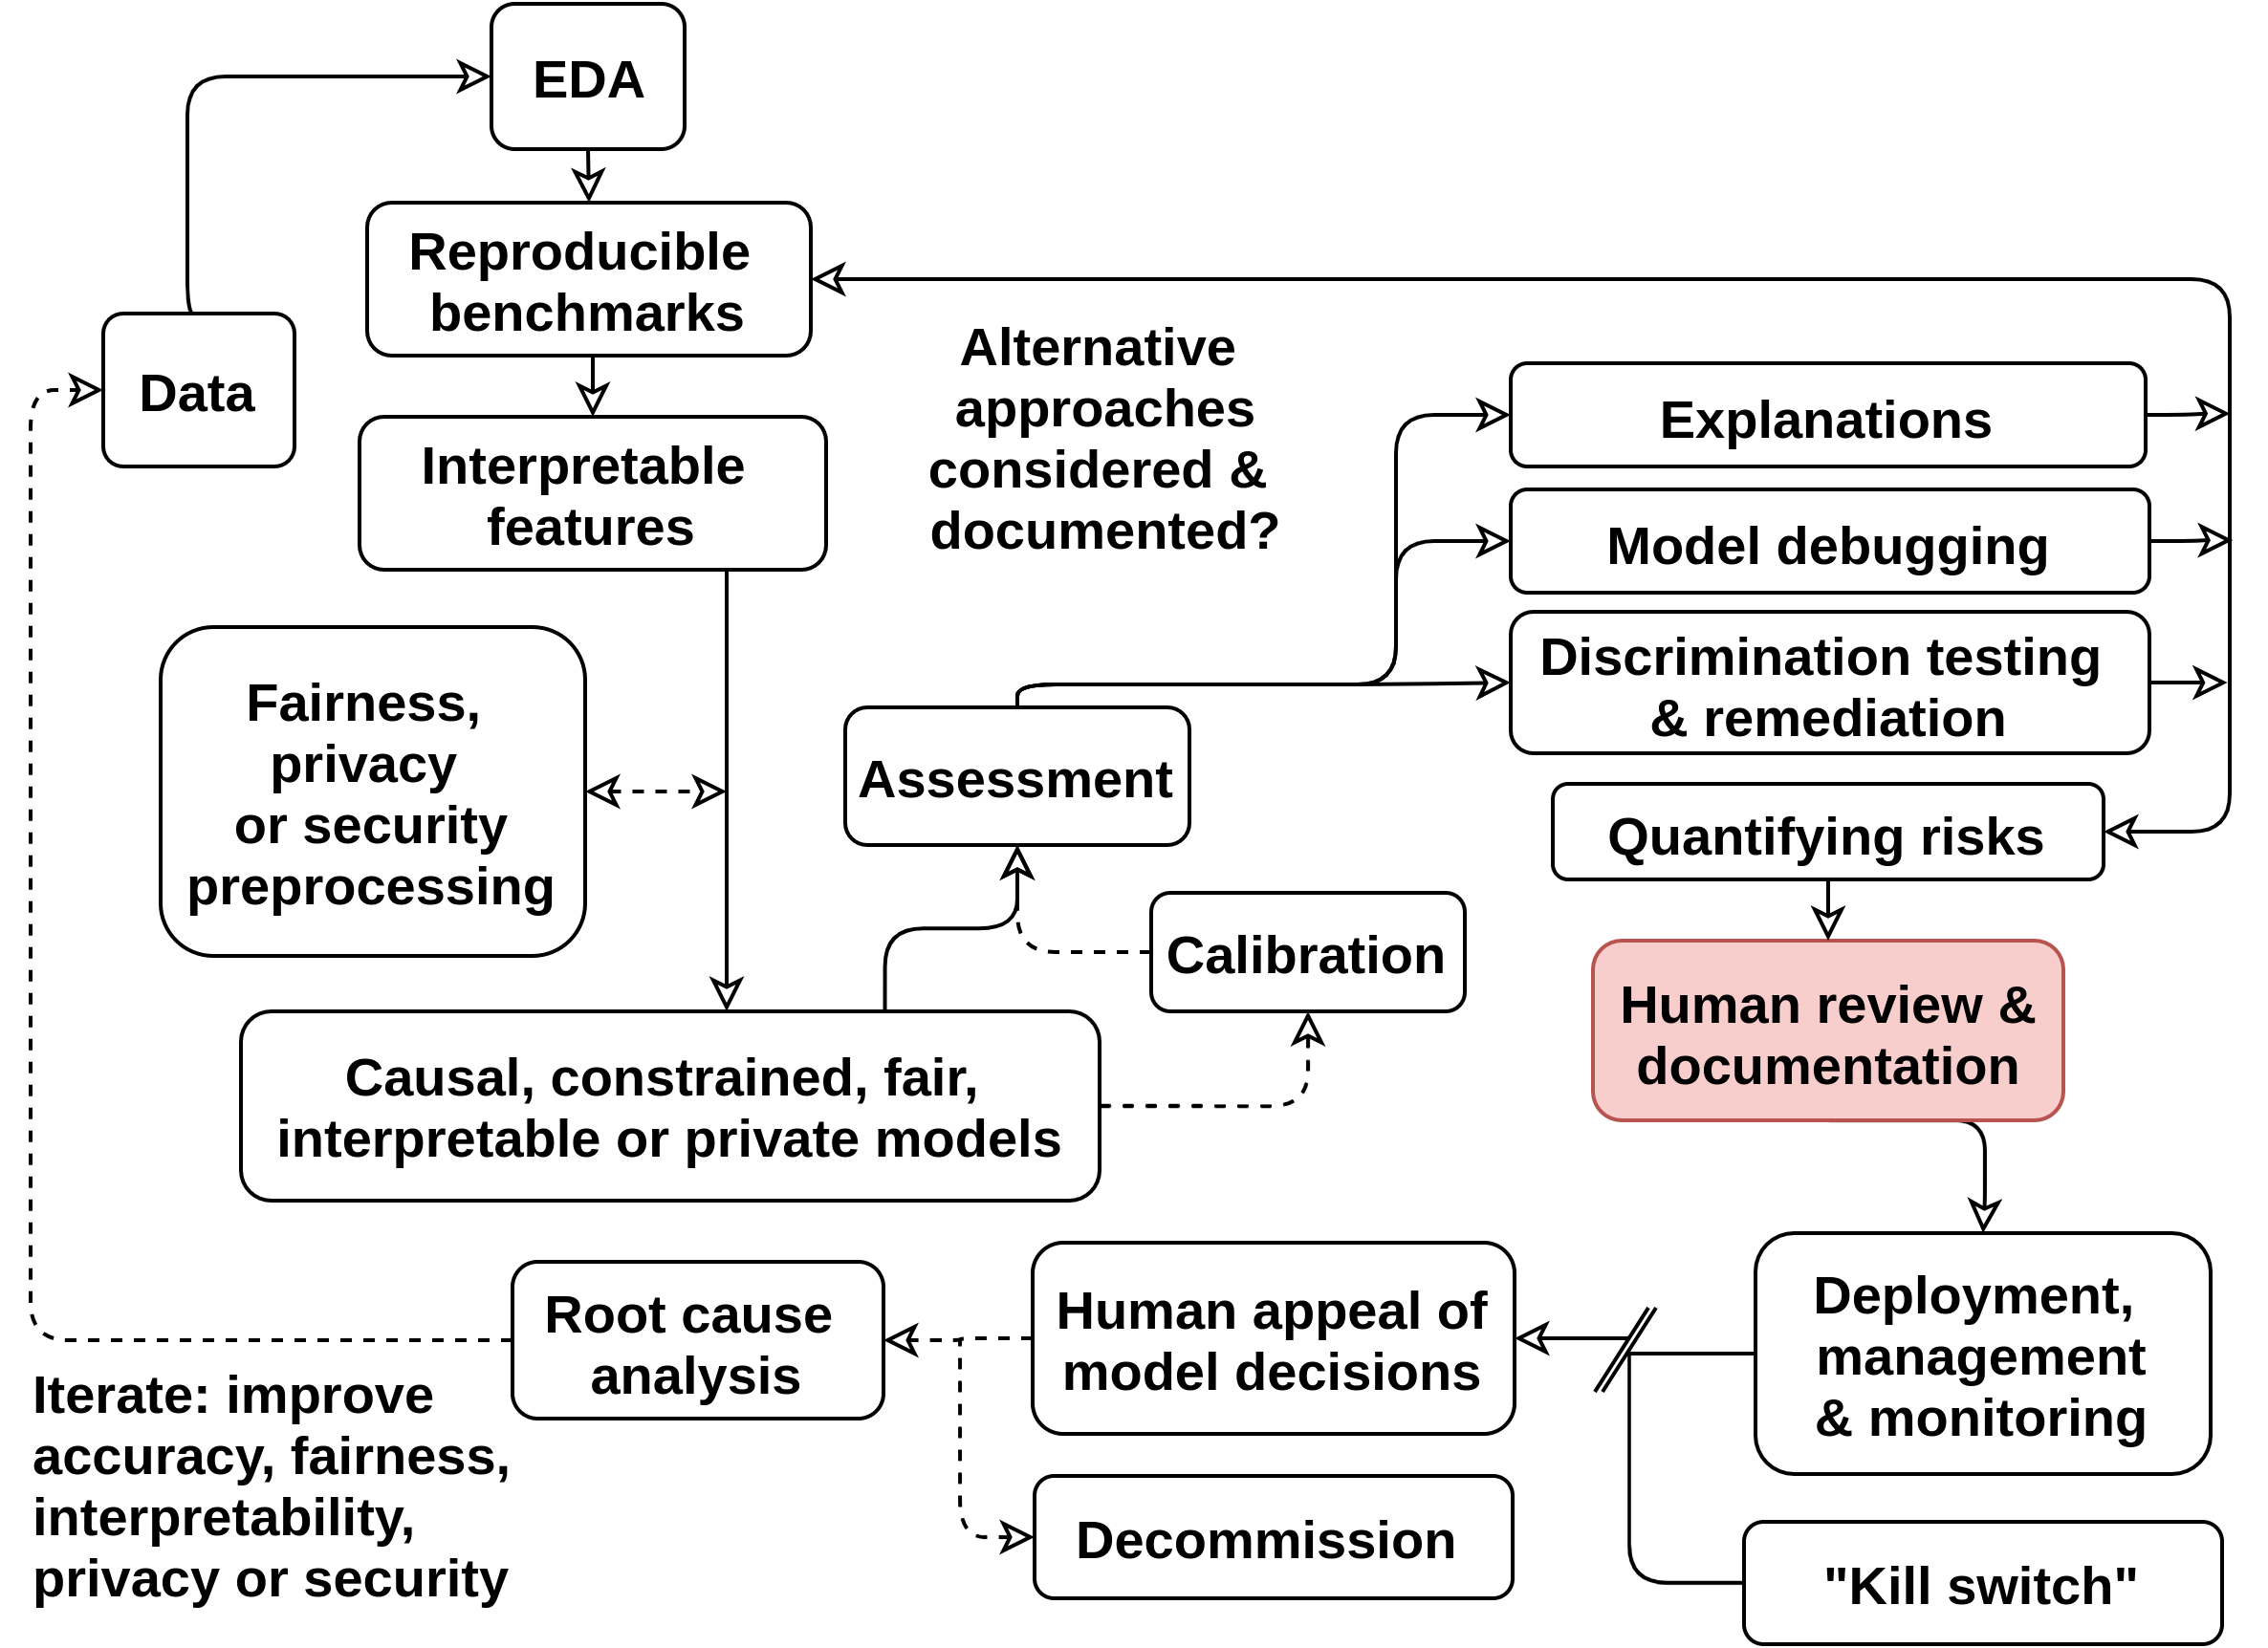 EDA
Reproducible
benchmarks
Data
Interpretable
features
Alternative
approaches
considered &
documented?
Explanations
Model debugging
Discrimination testing
& remediation
Fairness,
privacy
or security
preprocessing
Assessment
Quantifying risks
Calibration
Human review &
documentation
Causal, constrained, fair,
interpretable or private models
Deployment,
management
& monitoring
Human appeal of
model decisions
Root cause
analysis
Iterate: improve
accuracy, fairness,
interpretability,
privacy or security
Decommission
"Kill switch"